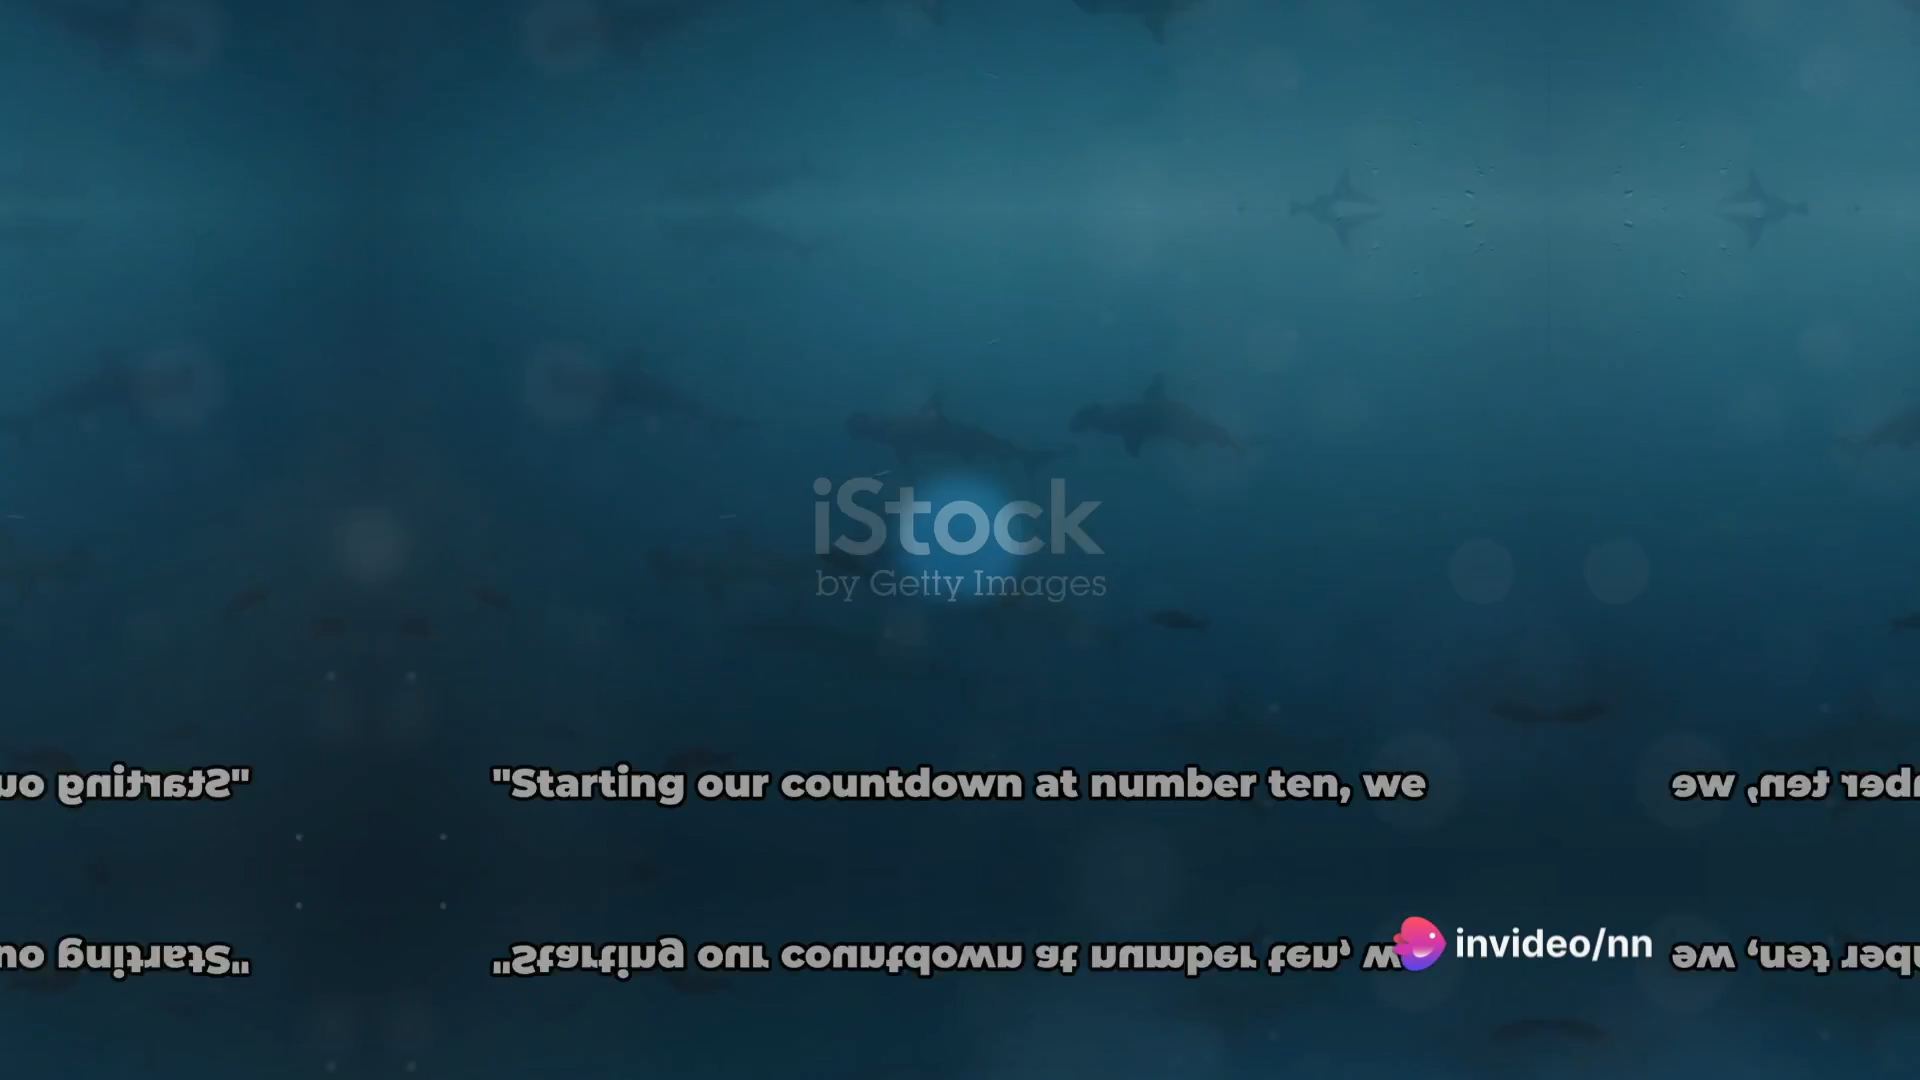 iStock
by Getty Images
"Starting our countdown at number ten, we
invideo/nn